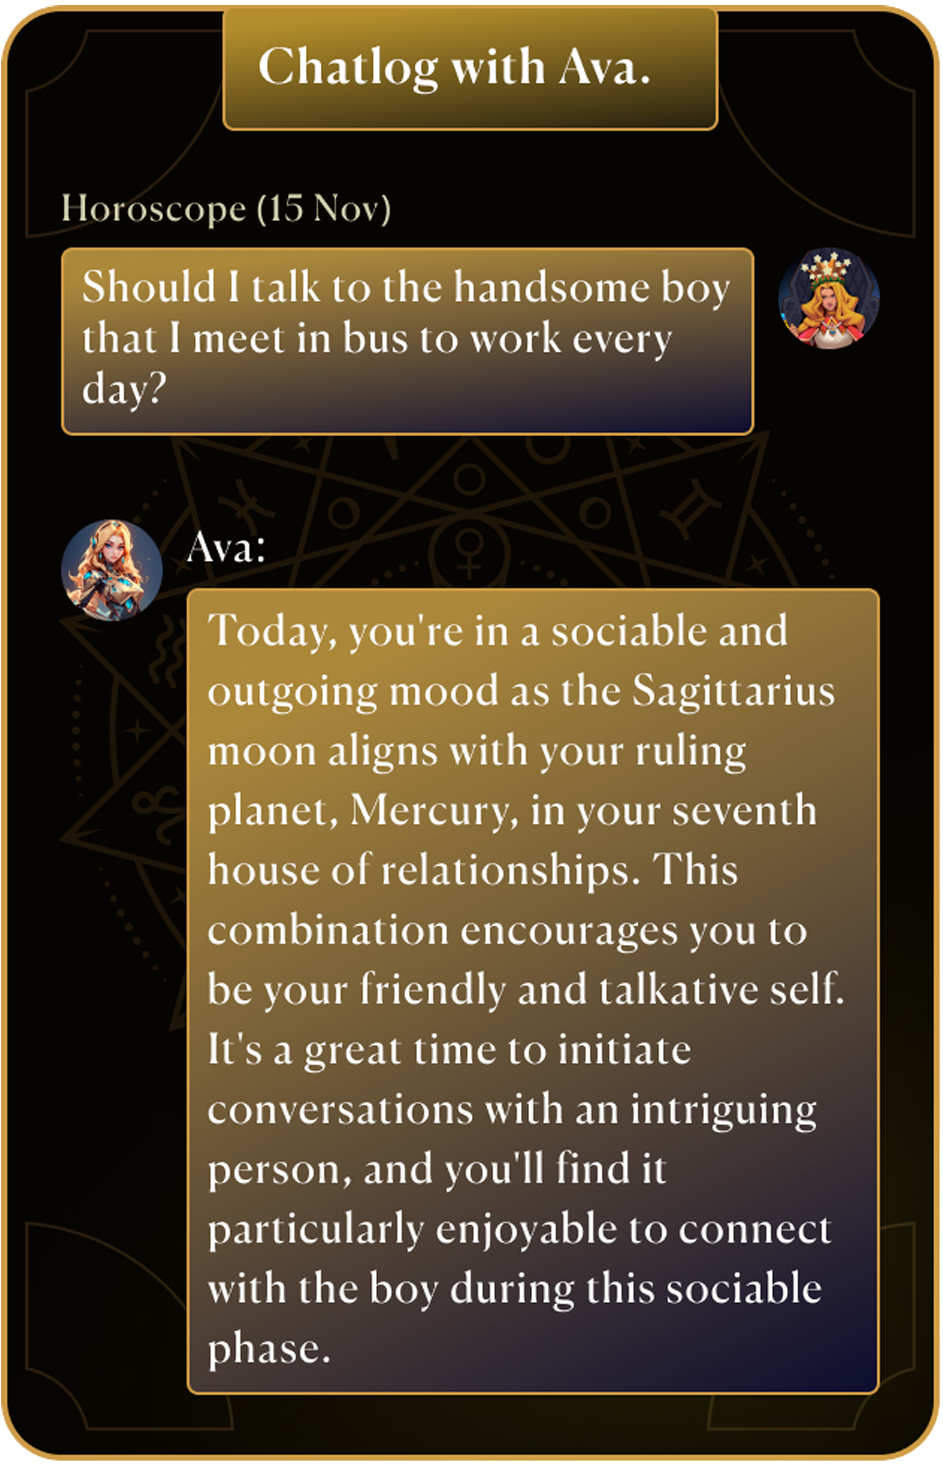 Chatlog with Ava.
Horoscope (15 Nov)
Should I talk to the handsome boy
that I meet in bus to work every
day?
Ava:
Today, you're in a sociable and
outgoing mood as the Sagittarius
moon aligns with your ruling
planet, Mercury, in your seventh
house of relationships. This
combination encourages you to
be your friendly and talkative self.
It's a great time to initiate
conversations with an intriguing
person, and you'll find it
particularly enjoyable to connect
with the boy during this sociable
phase.